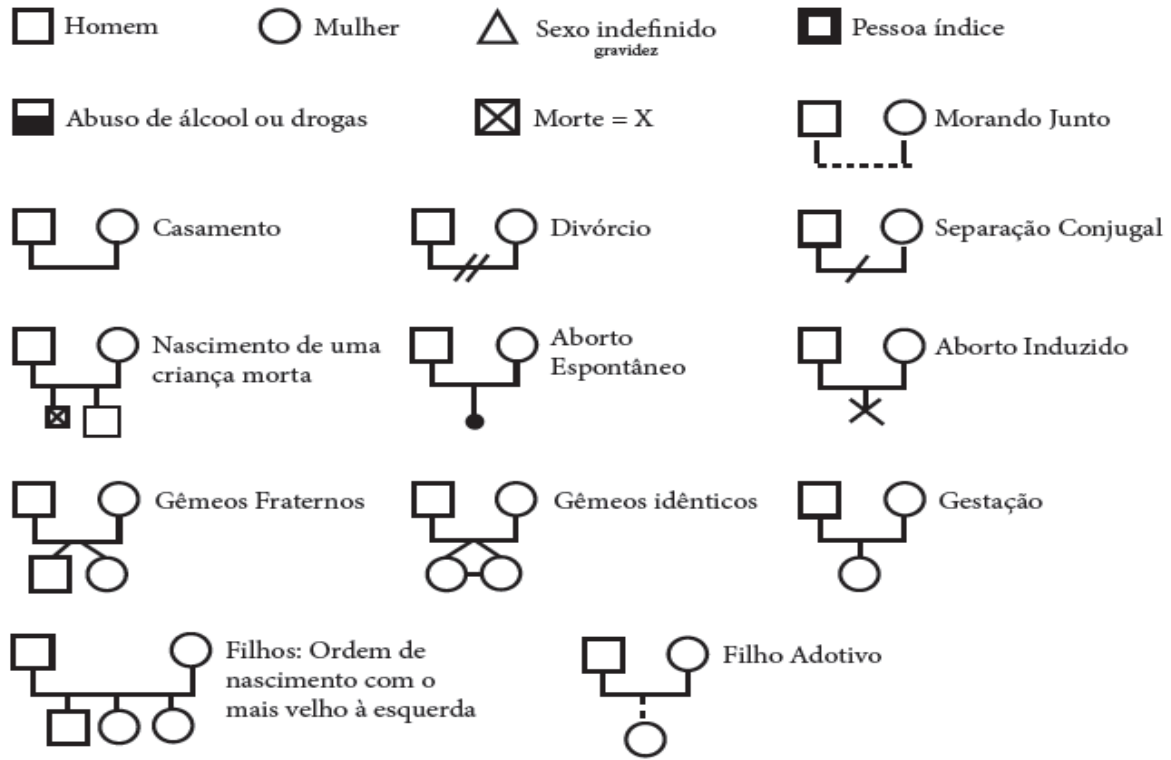 Homem
Mulher
Sexo indefinido
gravidez
Pessoa índice
Abuso de álcool ou drogas
Morte = X
Morando Junto
Casamento
Divórcio
Separação Conjugal
Nascimento de uma
criança morta
Aborto
Espontâneo
Aborto Induzido
Gêmeos Fraternos
Gêmeos idênticos
Gestação
Filhos: Ordem de
nascimento com o
mais velho à esquerda
Filho Adotivo